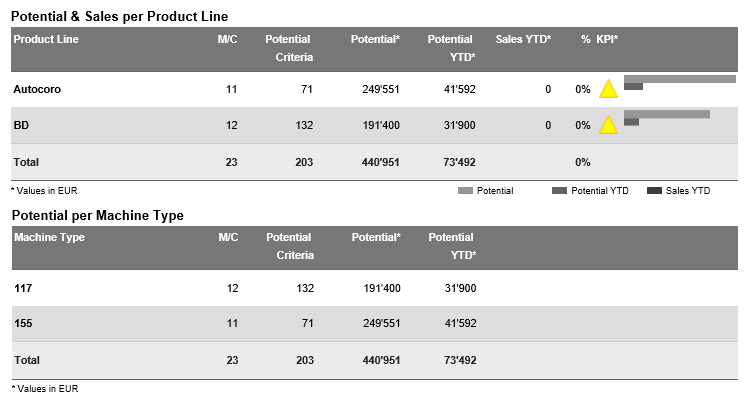 Potential & Sales per Product Line
Product Line M/C Potential Criteria Potential* Potential YTD* Sales YTD* % KPI*
Autocoro 11 71 249'551 41'592 0 0%
BD 12 132 191'400 31'900 0 0%
Total 23 203 440'951 73'492 0%
* Values in EUR Potential Potential YTD Sales YTD
Potential per Machine Type
Machine Type M/C Potential Criteria Potential* Potential YTD*
117 12 132 191'400 31'900
155 11 71 249'551 41'592
Total 23 203 440'951 73'492
* Values in EUR